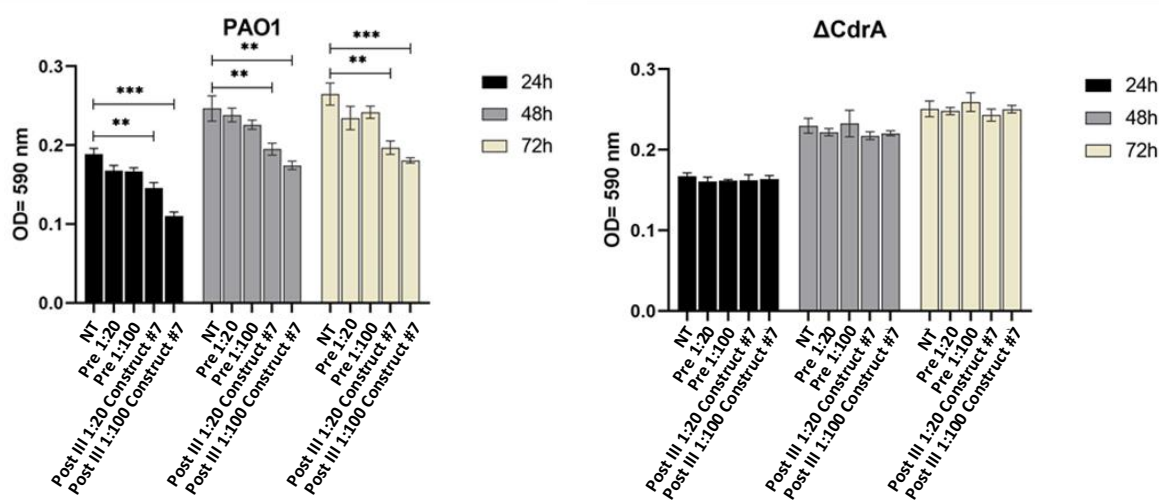 PAO1
OD= 590 nm
0.3
0.2
0.1
0.0
***
**
**
**
***
**
24h
48h
72h
NT
Pre 1:20
Pre 1:100
Post III 1:20 Construct #7
Post III 1:100 Construct #7
NT
Pre 1:20
Pre 1:100
Post III 1:20 Construct #7
Post III 1:100 Construct #7
NT
Pre 1:20
Pre 1:100
Post III 1:20 Construct #7
Post III 1:100 Construct #7
ΔCdrA
OD= 590 nm
0.3
0.2
0.1
0.0
24h
48h
72h
NT
Pre 1:20
Pre 1:100
Post III 1:20 Construct #7
Post III 1:100 Construct #7
NT
Pre 1:20
Pre 1:100
Post III 1:20 Construct #7
Post III 1:100 Construct #7
NT
Pre 1:20
Pre 1:100
Post III 1:20 Construct #7
Post III 1:100 Construct #7